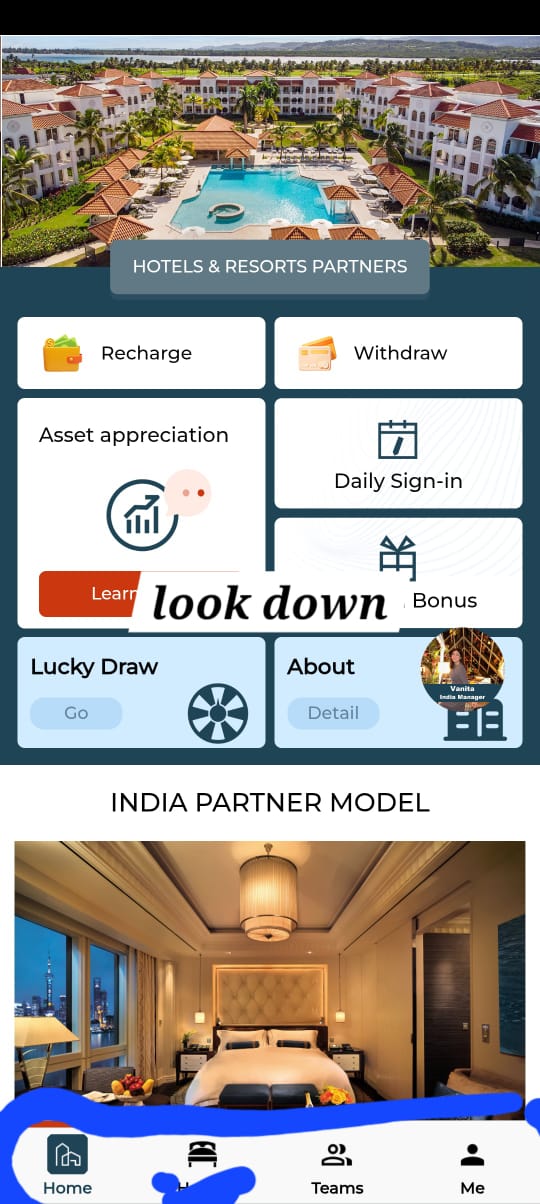 HOTELS & RESORTS PARTNERS
Recharge
Withdraw
Asset appreciation
Daily Sign-in
Learn
look down
Bonus
Lucky Draw
About
Go
Detail
Vanita
India Manager
INDIA PARTNER MODEL
Home
Teams
Me